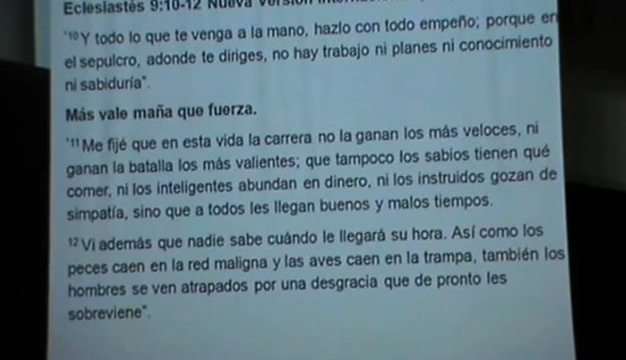 Eclesiastés 9:10-12 Nueva Versión
"¹⁰Y todo lo que te venga a la mano, hazlo con todo empeño; porque en
el sepulcro, adonde te diriges, no hay trabajo ni planes ni conocimiento
ni sabiduría".
Más vale maña que fuerza.
"¹¹Me fijé que en esta vida la carrera no la ganan los más veloces, ni
ganan la batalla los más valientes; que tampoco los sabios tienen qué
comer, ni los inteligentes abundan en dinero, ni los instruidos gozan de
simpatía, sino que a todos les llegan buenos y malos tiempos.
¹²Vi además que nadie sabe cuándo le llegará su hora. Así como los
peces caen en la red maligna y las aves caen en la trampa, también los
hombres se ven atrapados por una desgracia que de pronto les
sobreviene".